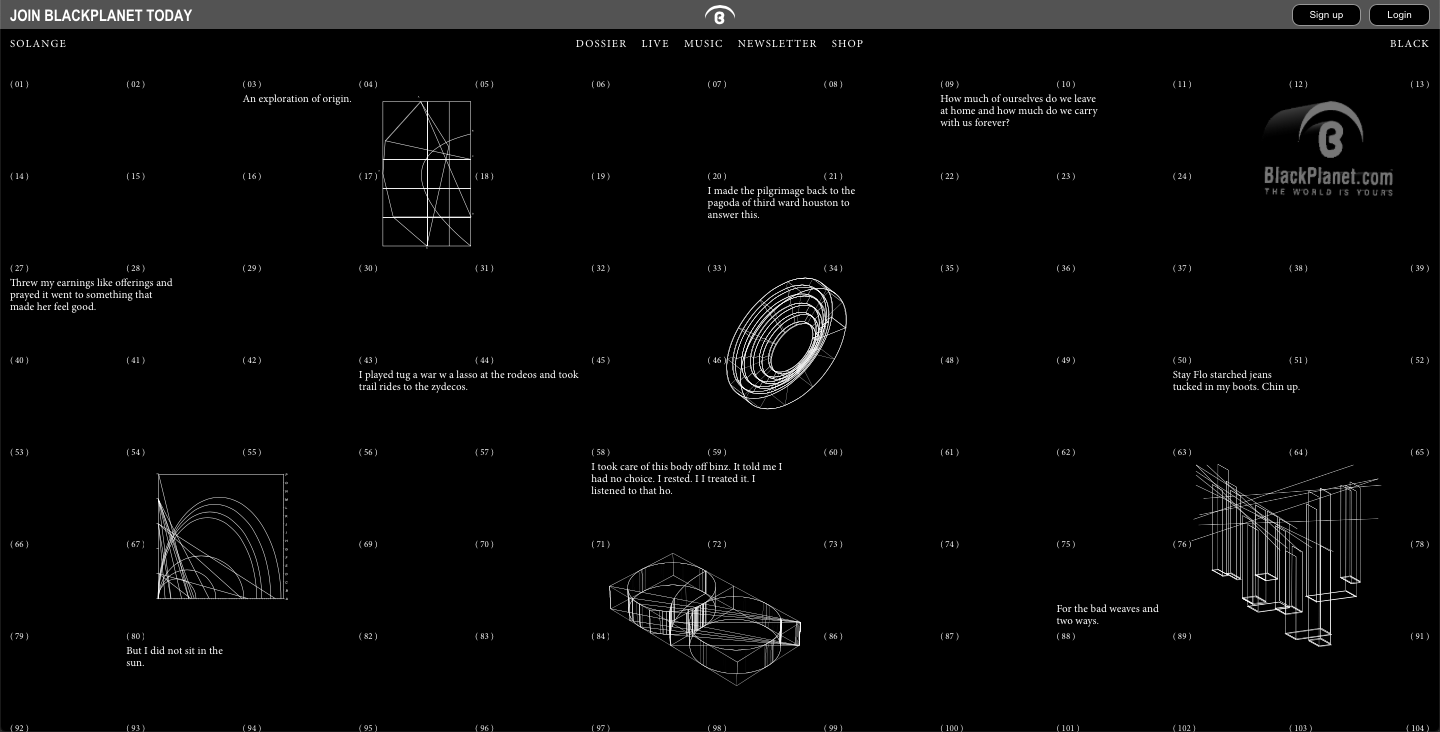 JOIN BLACKPLANET TODAY
B
Sign up
Login
SOLANGE
DOSSIER LIVE MUSIC NEWSLETTER SHOP
BLACK
( 01 ) ( 02 ) ( 03 ) ( 04 ) ( 05 ) ( 06 ) ( 07 ) ( 08 ) ( 09 ) ( 10 ) ( 11 ) ( 12 ) ( 13 )
An exploration of origin.
How much of ourselves do we leave
at home and how much do we carry
with us forever?
B
BlackPlanet.com
THE WORLD IS YOURS
( 14 ) ( 15 ) ( 16 ) ( 17 ) ( 18 ) ( 19 ) ( 20 ) ( 21 ) ( 22 ) ( 23 ) ( 24 )
I made the pilgrimage back to the
pagoda of third ward houston to
answer this.
( 27 ) ( 28 ) ( 29 ) ( 30 ) ( 31 ) ( 32 ) ( 33 ) ( 34 ) ( 35 ) ( 36 ) ( 37 ) ( 38 ) ( 39 )
Threw my earnings like offerings and
prayed it went to something that
made her feel good.
( 40 ) ( 41 ) ( 42 ) ( 43 ) ( 44 ) ( 45 ) ( 46 ) ( 48 ) ( 49 ) ( 50 ) ( 51 ) ( 52 )
I played tug a war w a lasso at the rodeos and took
trail rides to the zydecos.
Stay Flo starched jeans
tucked in my boots. Chin up.
( 53 ) ( 54 ) ( 55 ) ( 56 ) ( 57 ) ( 58 ) ( 59 ) ( 60 ) ( 61 ) ( 62 ) ( 63 ) ( 64 ) ( 65 )
I took care of this body off binz. It told me I
had no choice. I rested. I I treated it. I
listened to that ho.
( 66 ) ( 67 ) ( 69 ) ( 70 ) ( 71 ) ( 72 ) ( 73 ) ( 74 ) ( 75 ) ( 76 ) ( 78 )
For the bad weaves and
two ways.
( 79 ) ( 80 ) ( 82 ) ( 83 ) ( 84 ) ( 86 ) ( 87 ) ( 88 ) ( 89 ) ( 91 )
But I did not sit in the
sun.
( 92 ) ( 93 ) ( 94 ) ( 95 ) ( 96 ) ( 97 ) ( 98 ) ( 99 ) ( 100 ) ( 101 ) ( 102 ) ( 103 ) ( 104 )